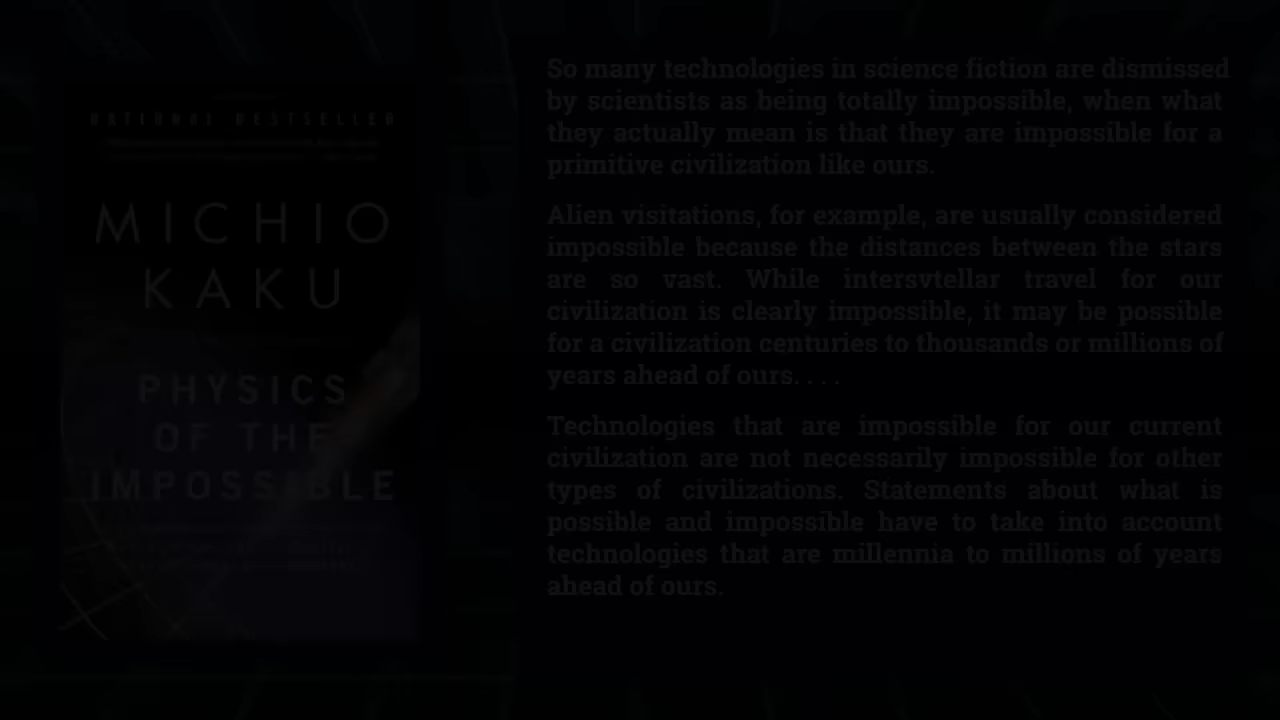 NATIONAL BESTSELLER
MICHIO
KAKU
PHYSICS
OF THE
IMPOSSIBLE
So many technologies in science fiction are dismissed
by scientists as being totally impossible, when what
they actually mean is that they are impossible for a
primitive civilization like ours.
Alien visitations, for example, are usually considered
impossible because the distances between the stars
are so vast. While intersvtellar travel for our
civilization is clearly impossible, it may be possible
for a civilization centuries to thousands or millions of
years ahead of ours. . . .
Technologies that are impossible for our current
civilization are not necessarily impossible for other
types of civilizations. Statements about what is
possible and impossible have to take into account
technologies that are millennia to millions of years
ahead of ours.